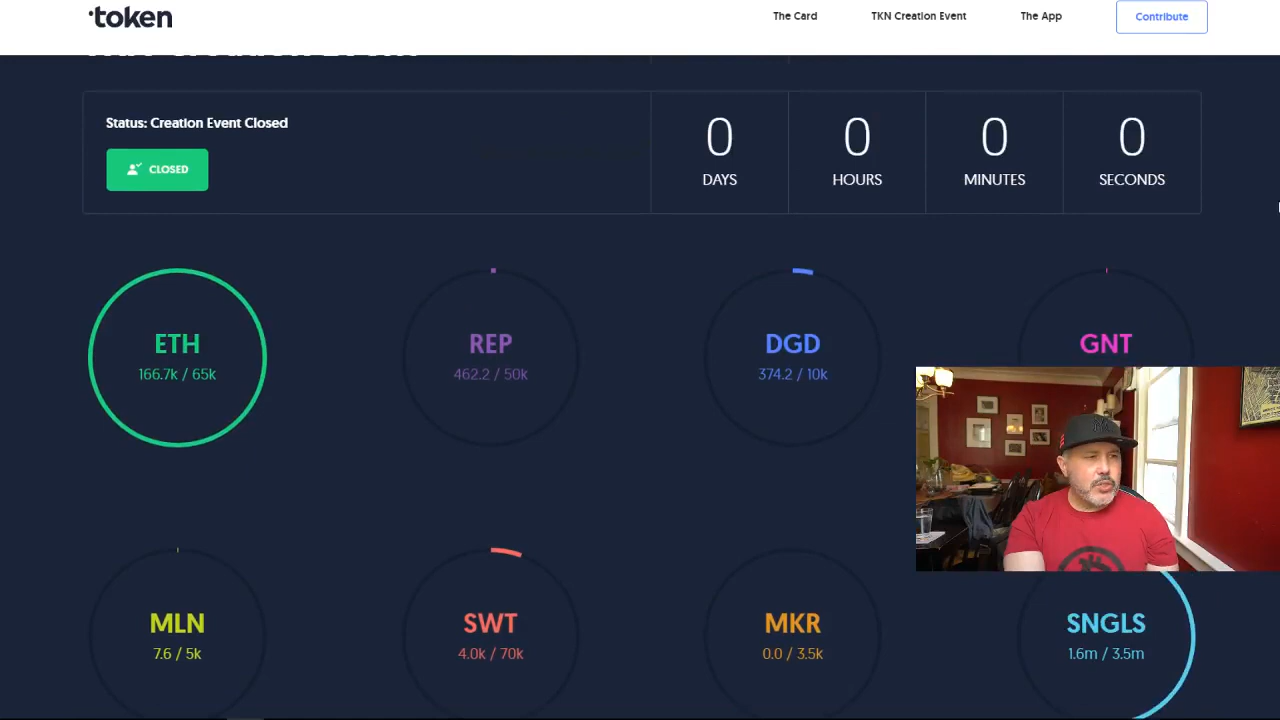 token
The Card
TKN Creation Event
The App
Contribute
Status: Creation Event Closed
CLOSED
0
DAYS
0
HOURS
0
MINUTES
0
SECONDS
ETH
166.7k / 65k
REP
462.2 / 50k
DGD
374.2 / 10k
GNT
MLN
7.6 / 5k
SWT
4.0k / 70k
MKR
0.0 / 3.5k
SNGLS
1.6m / 3.5m